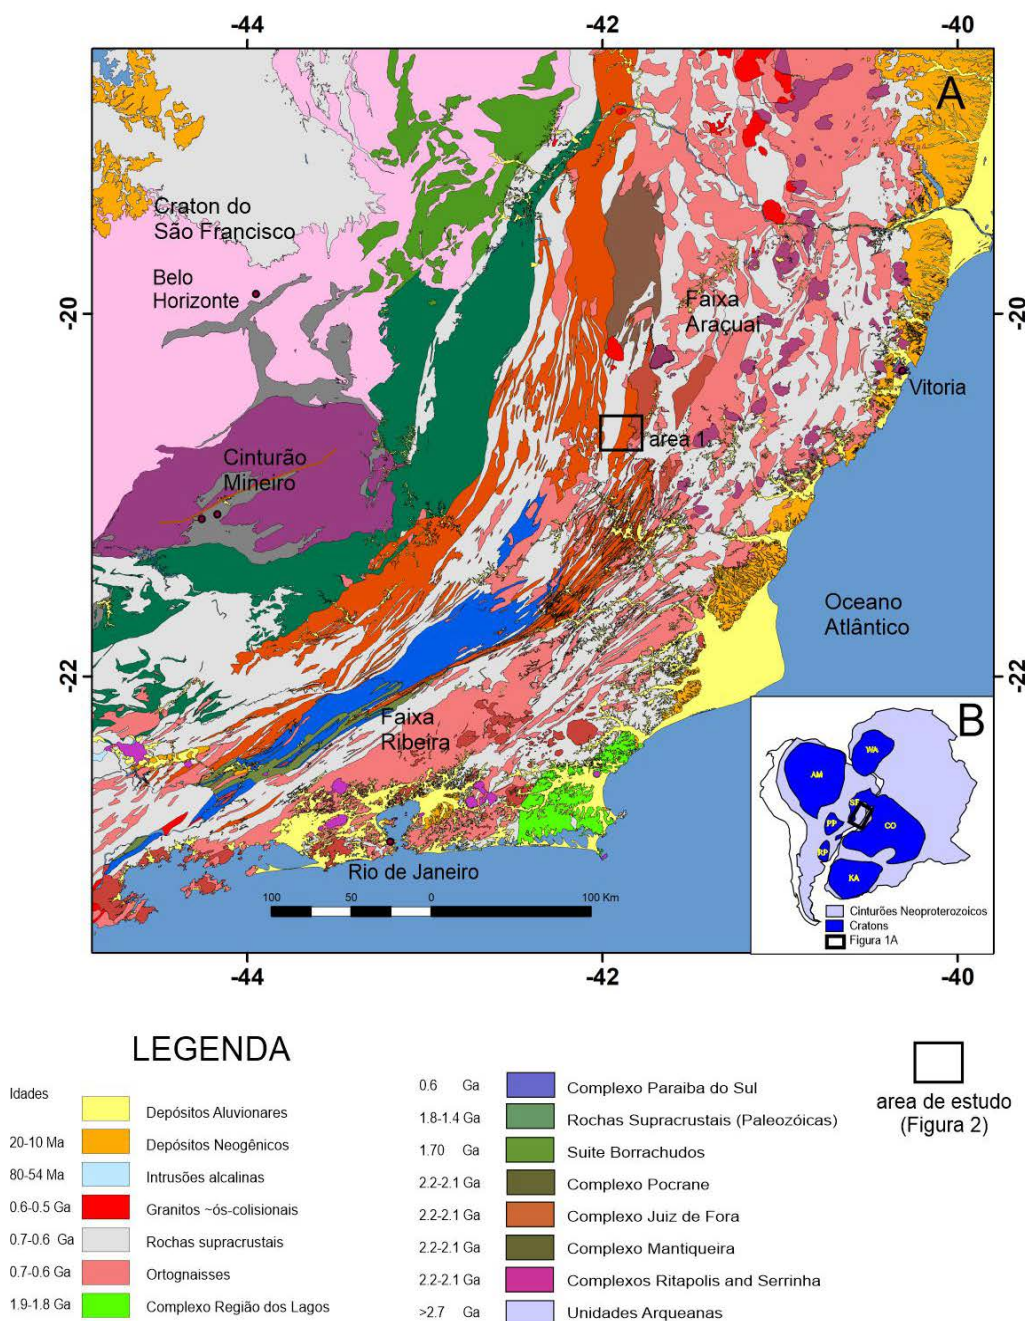 -44
-42
-40
A
Craton do
São Francisco
Belo
Horizonte
-20
-20
Faixa
Araçuaí
Vitoria
area 1
Cinturão
Mineiro
Oceano
Atlântico
-22
-22
Faixa
Ribeira
Rio de Janeiro
100
50
0
100 Km
B
AM
WA
SF
PP
CO
RP
KA
Cinturões Neoproterozoicos
Cratons
Figura 1A
-44
-42
-40
LEGENDA
Idades
Depósitos Aluvionares
20-10 Ma Depósitos Neogênicos
80-54 Ma Intrusões alcalinas
0.6-0.5 Ga Granitos ~ós-colisionais
0.7-0.6 Ga Rochas supracrustais
0.7-0.6 Ga Ortognaisses
1.9-1.8 Ga Complexo Região dos Lagos
0.6 Ga Complexo Paraiba do Sul
1.8-1.4 Ga Rochas Supracrustais (Paleozóicas)
1.70 Ga Suite Borrachudos
2.2-2.1 Ga Complexo Pocrane
2.2-2.1 Ga Complexo Juiz de Fora
2.2-2.1 Ga Complexo Mantiqueira
2.2-2.1 Ga Complexos Ritapolis and Serrinha
>2.7 Ga Unidades Arqueanas
area de estudo
(Figura 2)